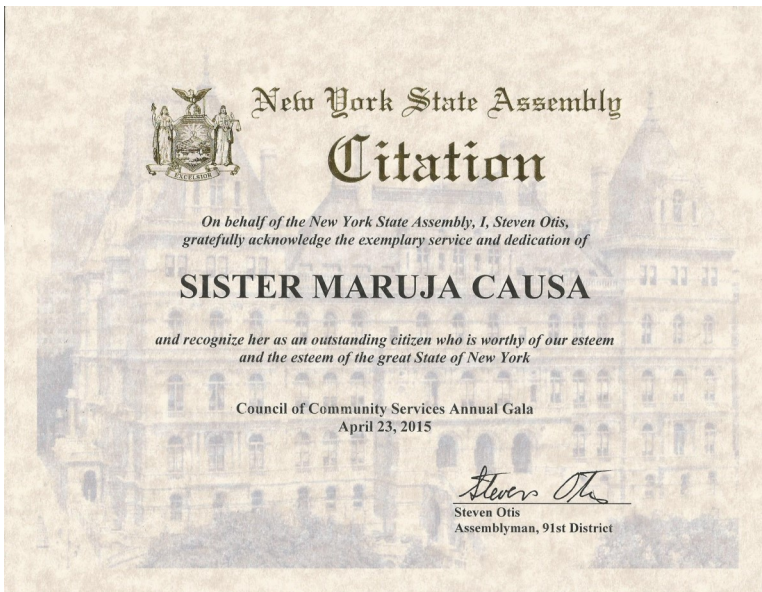 New York State Assembly
Citation
EXCELSIOR
On behalf of the New York State Assembly, I, Steven Otis,
gratefully acknowledge the exemplary service and dedication of
SISTER MARUJA CAUSA
and recognize her as an outstanding citizen who is worthy of our esteem
and the esteem of the great State of New York
Council of Community Services Annual Gala
April 23, 2015
Steven Otis
Steven Otis
Assemblyman, 91st District